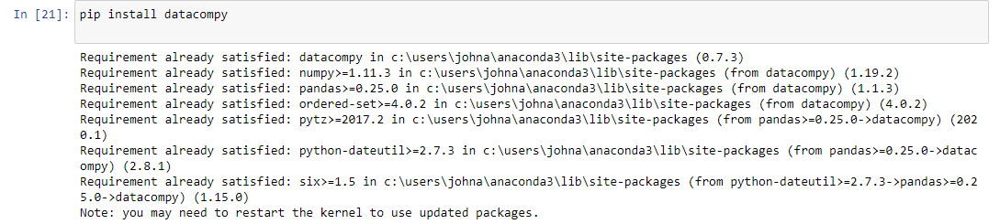 In [21]: pip install datacompy
Requirement already satisfied: datacompy in c:\users\johna\anaconda3\lib\site-packages (0.7.3)
Requirement already satisfied: numpy>=1.11.3 in c:\users\johna\anaconda3\lib\site-packages (from datacompy) (1.19.2)
Requirement already satisfied: pandas>=0.25.0 in c:\users\johna\anaconda3\lib\site-packages (from datacompy) (1.1.3)
Requirement already satisfied: ordered-set>=4.0.2 in c:\users\johna\anaconda3\lib\site-packages (from datacompy) (4.0.2)
Requirement already satisfied: pytz>=2017.2 in c:\users\johna\anaconda3\lib\site-packages (from pandas>=0.25.0->datacompy) (202
0.1)
Requirement already satisfied: python-dateutil>=2.7.3 in c:\users\johna\anaconda3\lib\site-packages (from pandas>=0.25.0->datac
ompy) (2.8.1)
Requirement already satisfied: six>=1.5 in c:\users\johna\anaconda3\lib\site-packages (from python-dateutil>=2.7.3->pandas>=0.2
5.0->datacompy) (1.15.0)
Note: you may need to restart the kernel to use updated packages.